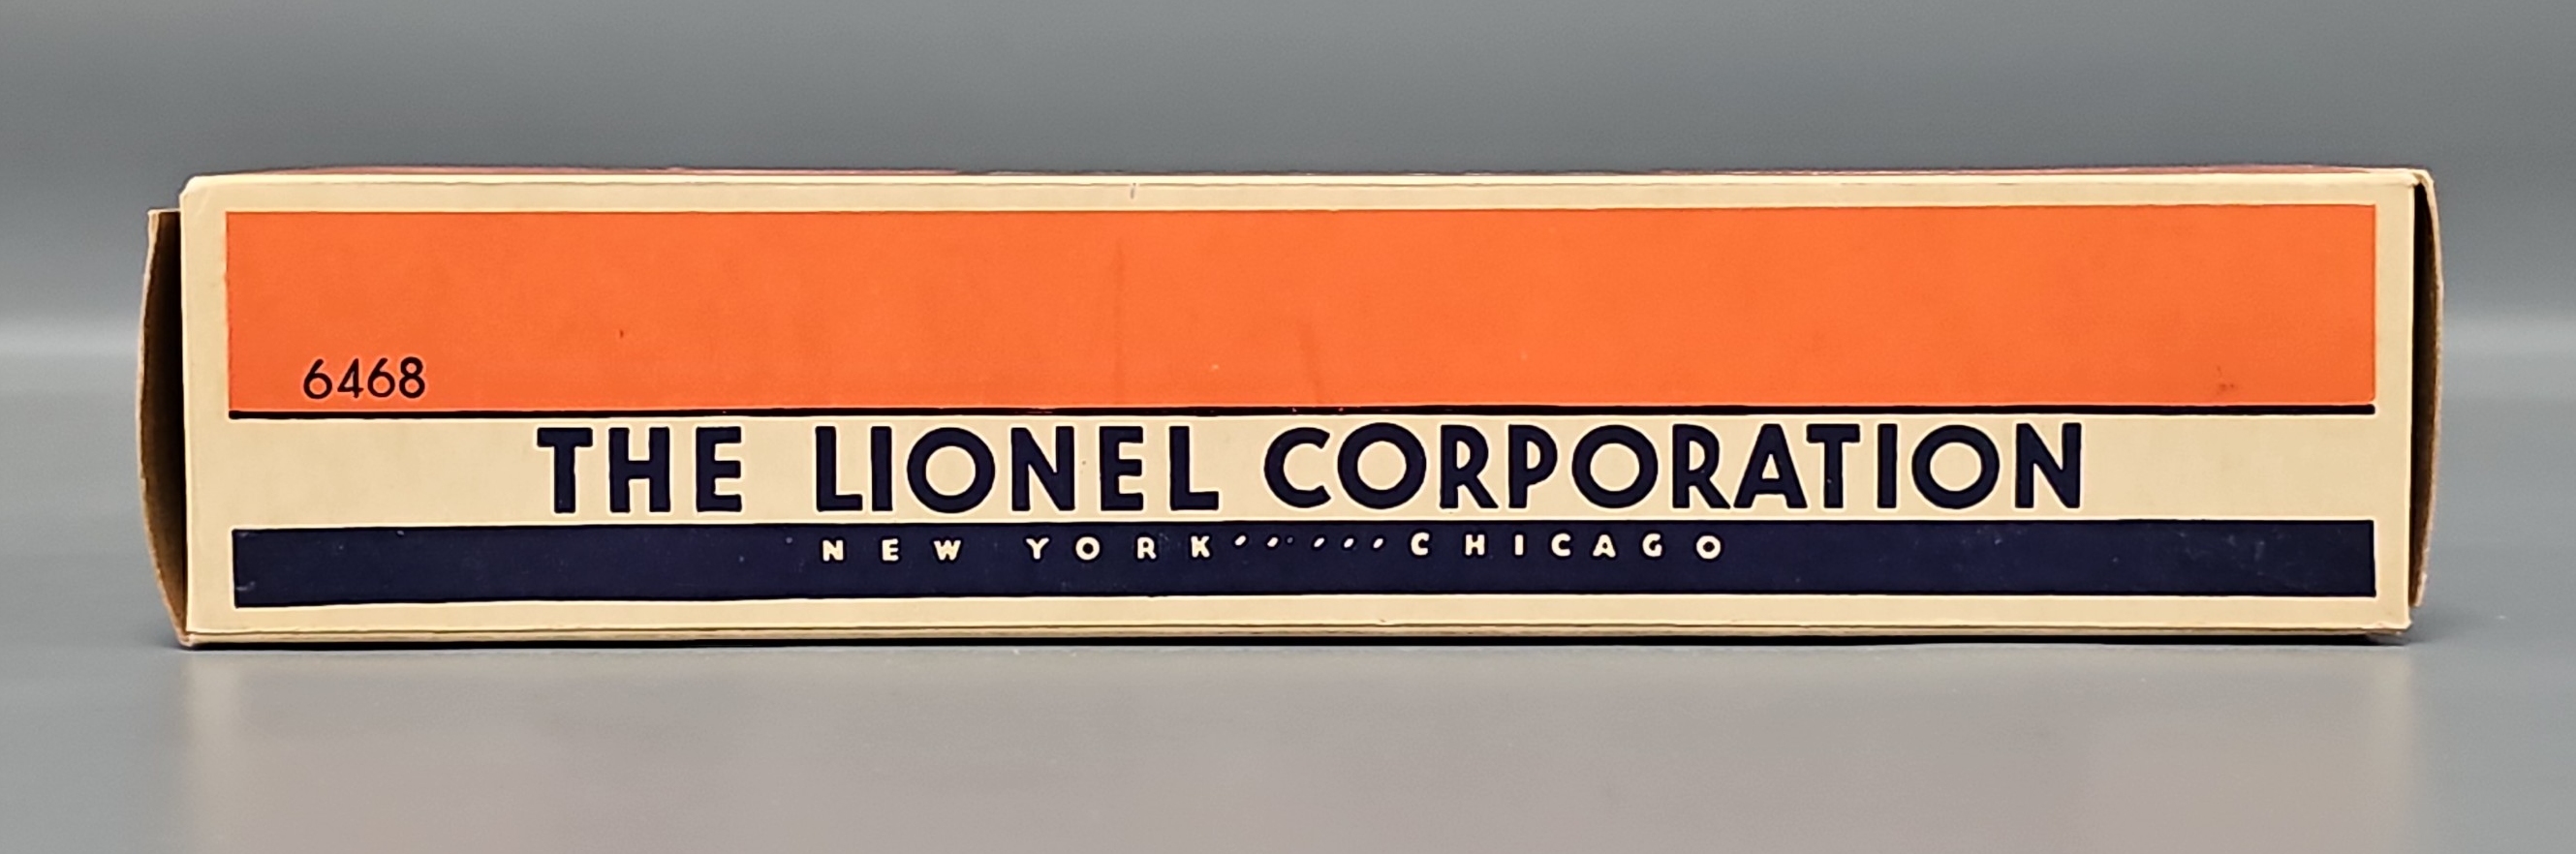 6468
THE LIONEL CORPORATION
NEW YORK······CHICAGO